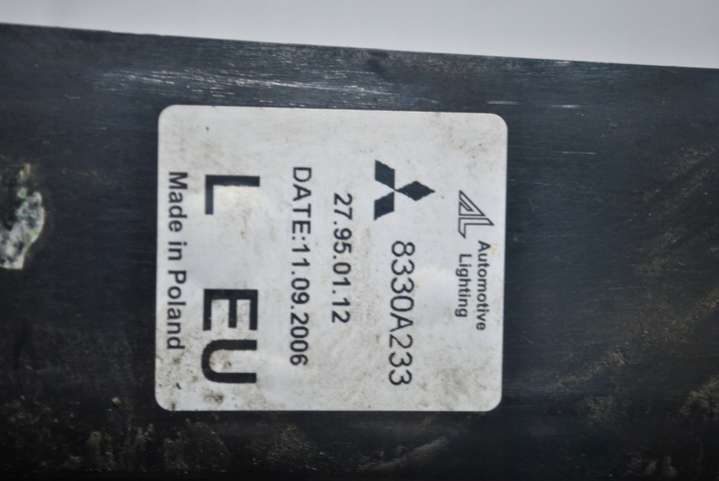 AL Automotive
Lighting
8330A233
27.95.01.12
DATE:11.09.2006
L EU
Made in Poland